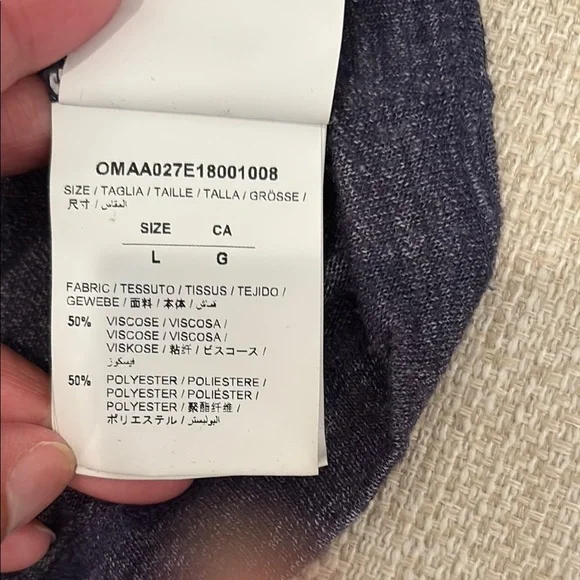 OMAA027E18001008
SIZE / TAGLIA / TAILLE / TALLA / GRÖSSE /
尺寸 / المقاس /
SIZE CA
L G
FABRIC / TESSUTO / TISSUS / TEJIDO /
GEWEBE / 面料 / 本体 / قماش /
50% VISCOSE / VISCOSA /
VISCOSE / VISCOSA /
VISKOSE / 粘纤 / ビスコース /
فيسكوز /
50% POLYESTER / POLIESTERE /
POLYESTER / POLIÉSTER /
POLYESTER / 聚酯纤维 /
ポリエステル / البوليستر /